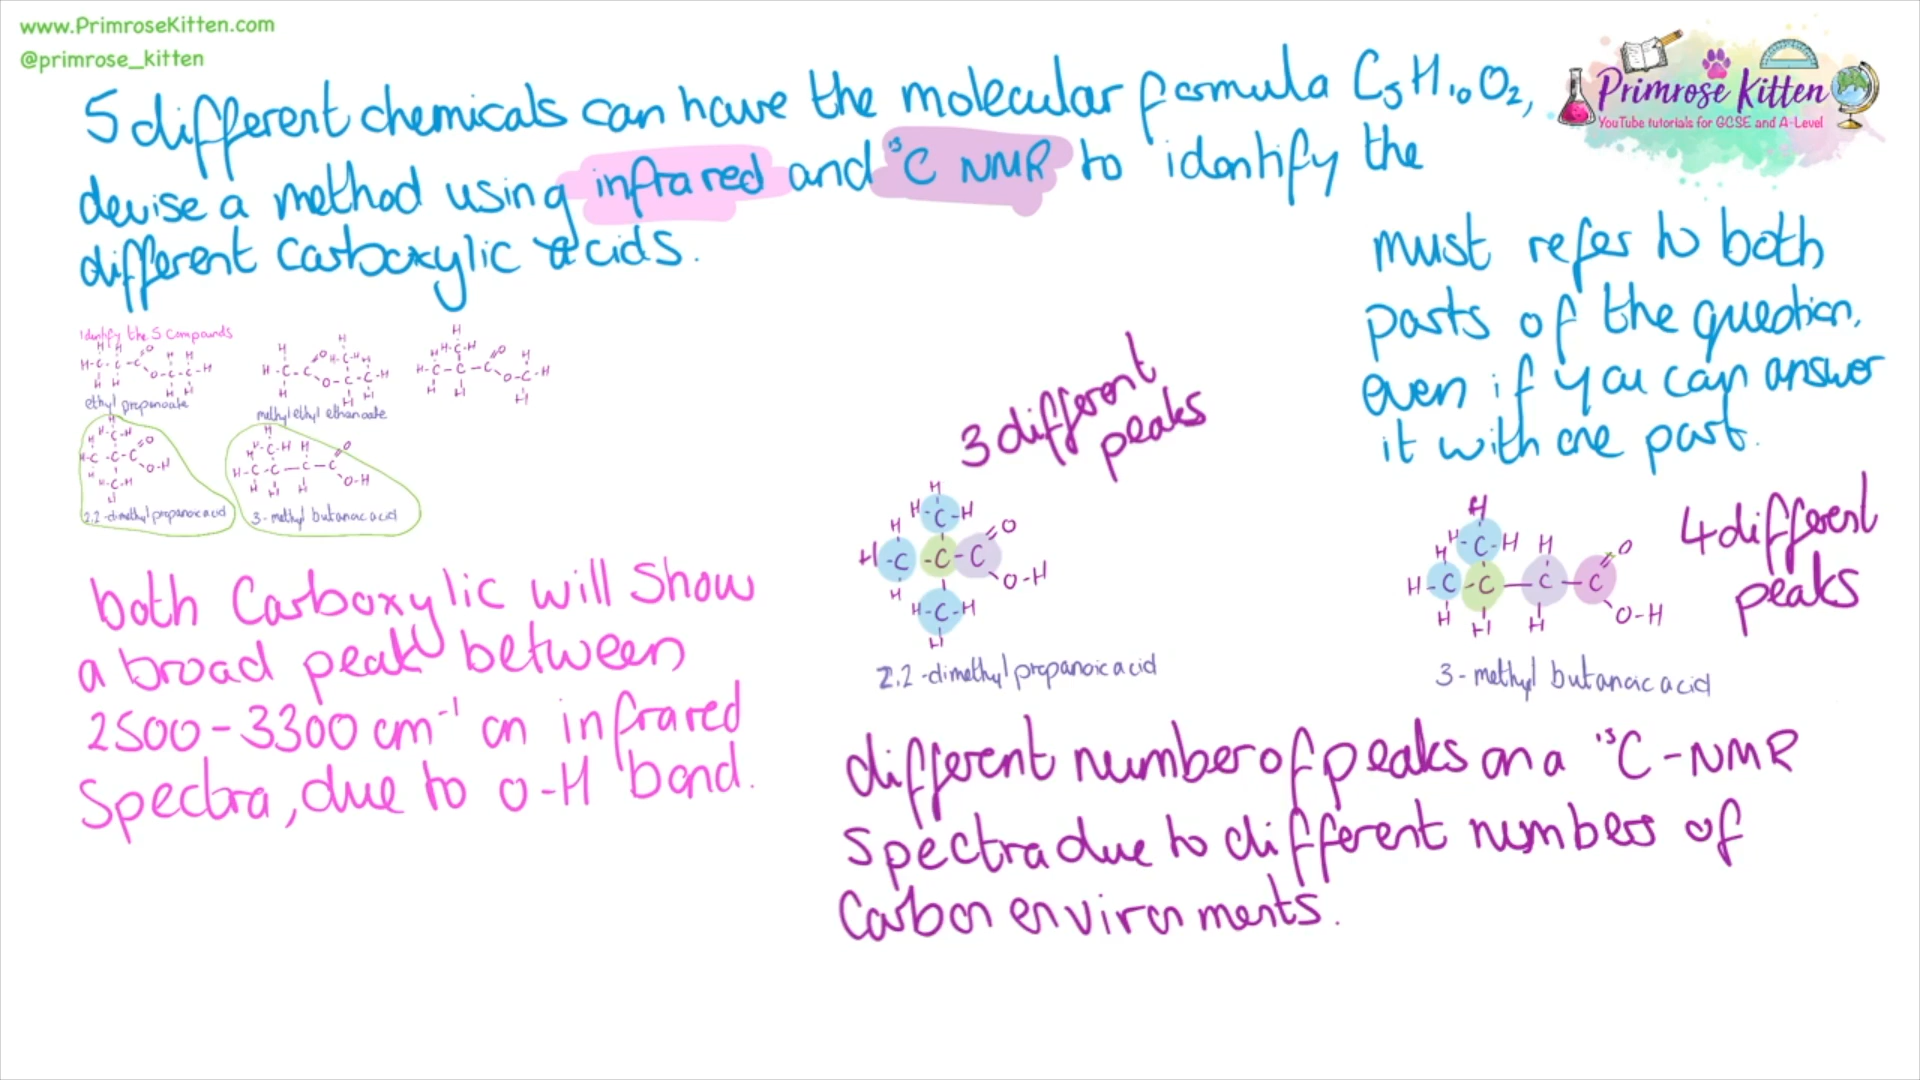 www.PrimroseKitten.com
@primrose_kitten
Primrose Kitten
YouTube tutorials for GCSE and A-Level
5 different chemicals can have the molecular formula C₅H₁₀O₂,
devise a method using infrared and ¹³C NMR to identify the
different carboxylic acids.
must refer to both
parts of the question,
even if you can answer
it with one part.
Identify the 5 compounds
ethyl propanoate
methyl ethyl ethanoate
2,2-dimethyl propanoic acid
3-methyl butanoic acid
both Carboxylic will show
a broad peak between
2500-3300 cm⁻¹ on infrared
Spectra, due to O-H bond.
3 different
peaks
2,2-dimethyl propanoic acid
4 different
peaks
3-methyl butanoic acid
different number of peaks on a ¹³C-NMR
spectra due to different numbers of
Carbon environments.